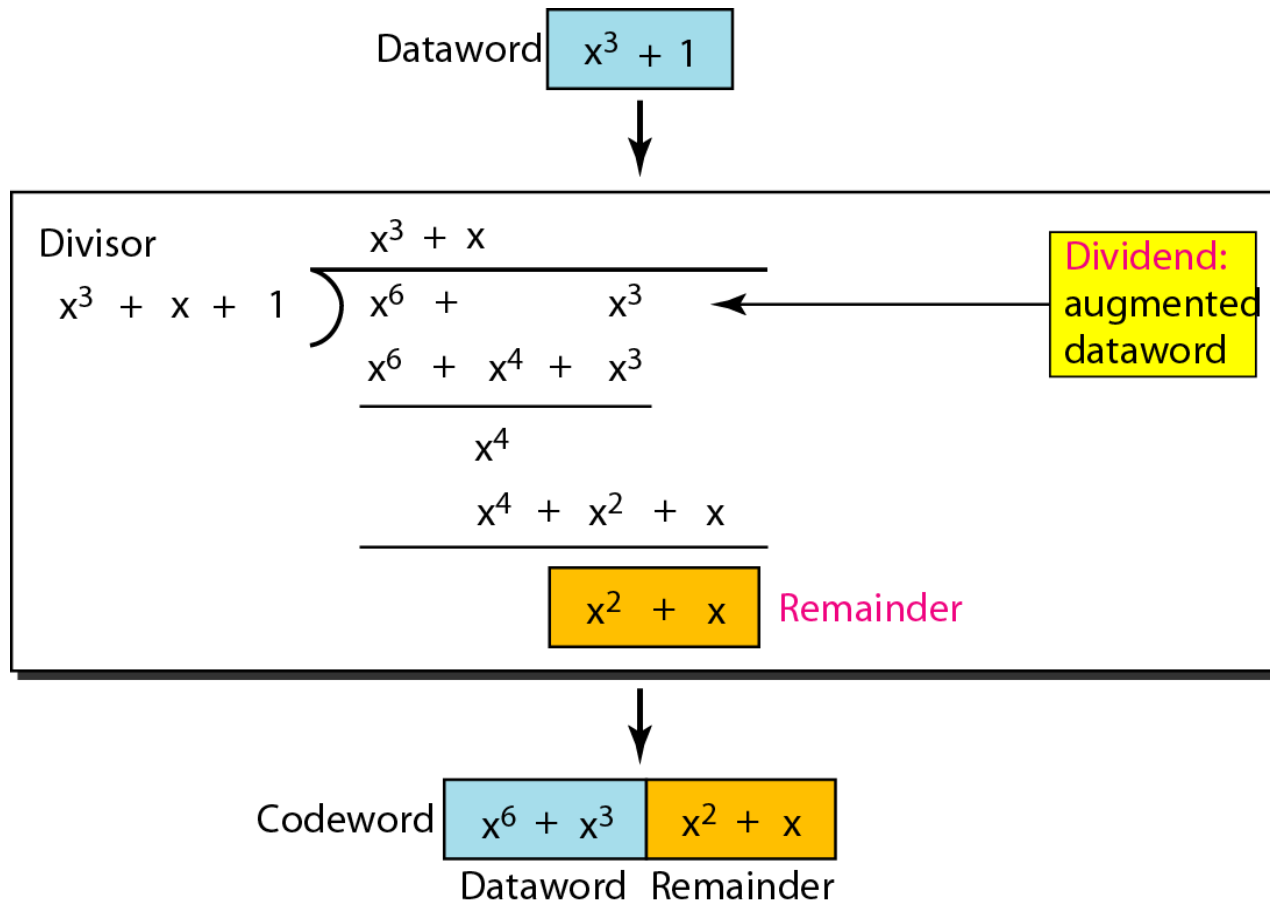 Dataword x³ + 1
Divisor
x³ + x
Dividend:
augmented
dataword
x³ + x + 1
x⁶ + x³
x⁶ + x⁴ + x³
x⁴
x⁴ + x² + x
x² + x Remainder
Codeword x⁶ + x³ x² + x
Dataword Remainder